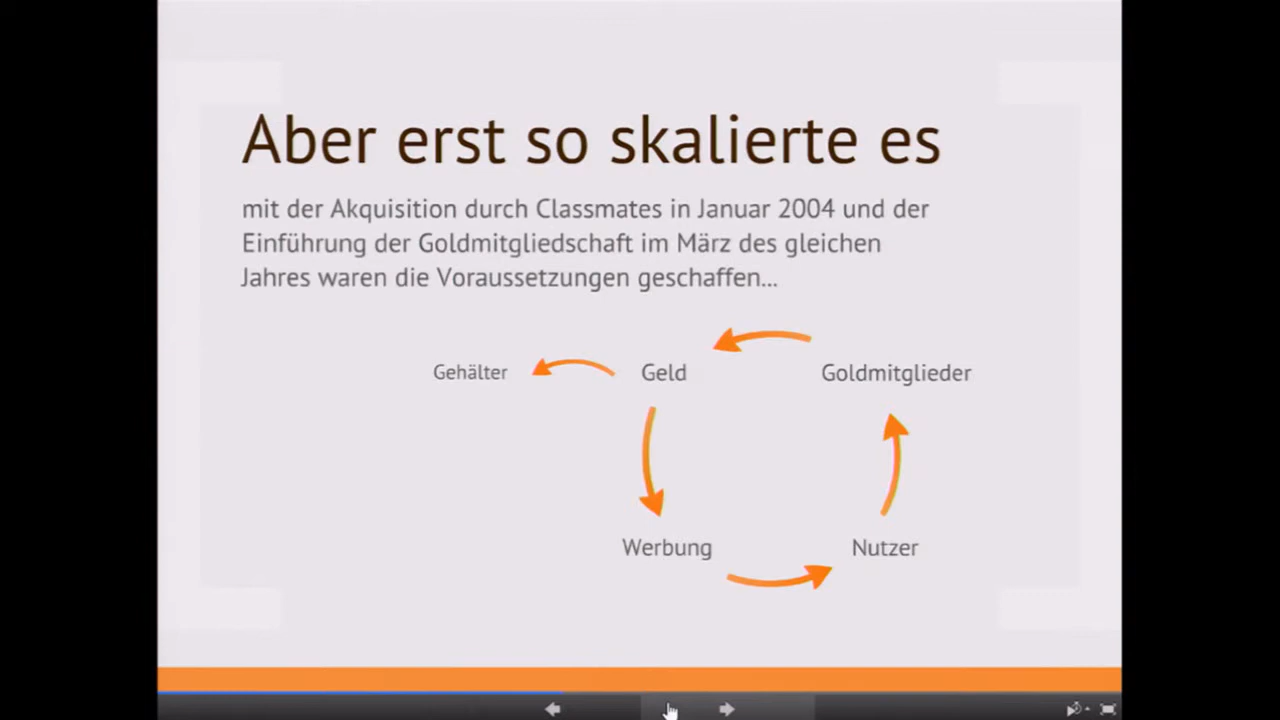 Aber erst so skalierte es
mit der Akquisition durch Classmates in Januar 2004 und der
Einführung der Goldmitgliedschaft im März des gleichen
Jahres waren die Voraussetzungen geschaffen...
Gehälter
Geld
Goldmitglieder
Werbung
Nutzer